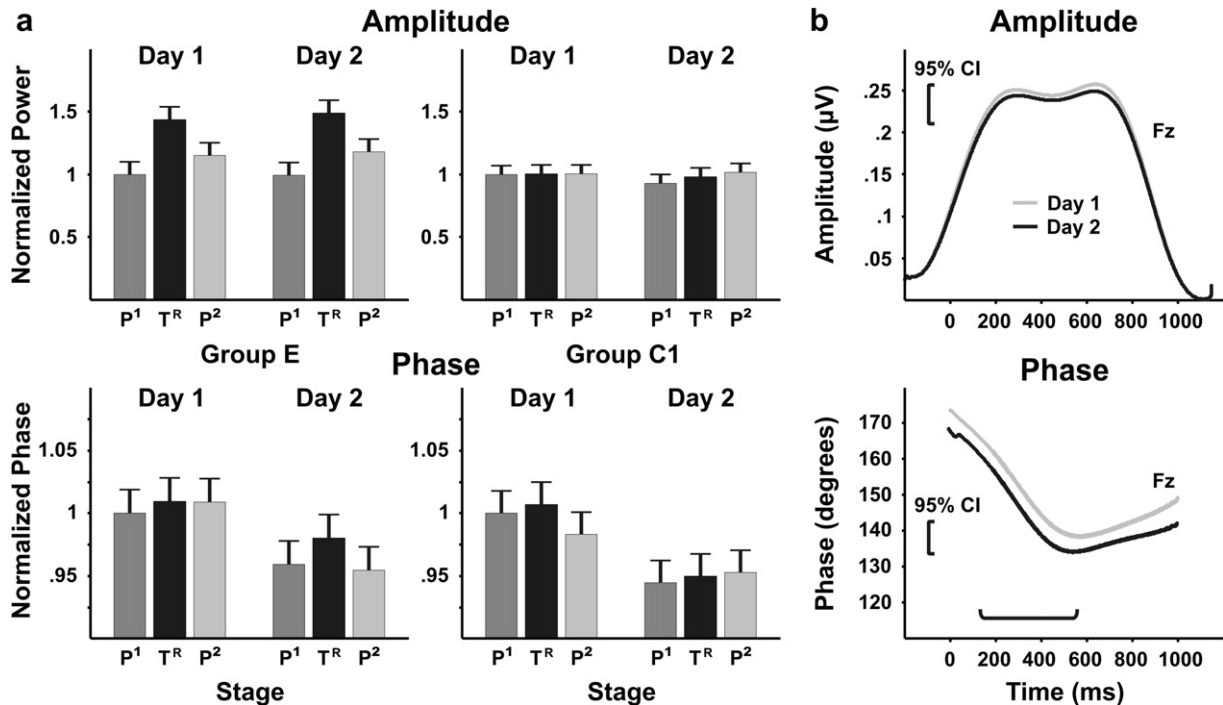 a
Amplitude
Day 1
Day 2
Normalized Power
1.5
1
0.5
P¹ Tᴿ P²
P¹ Tᴿ P²
Group E
1.5
1
0.5
P¹ Tᴿ P²
P¹ Tᴿ P²
Group C1
Phase
Day 1
Day 2
Normalized Phase
1.05
1
.95
P¹ Tᴿ P²
P¹ Tᴿ P²
Stage
Day 1
Day 2
1.05
1
.95
P¹ Tᴿ P²
P¹ Tᴿ P²
Stage
b
Amplitude
95% CI
Amplitude (µV)
.25
.2
.15
.1
.05
Fz
Day 1
Day 2
0 200 400 600 800 1000
Phase
Phase (degrees)
170
160
150
140
130
120
95% CI
Fz
0 200 400 600 800 1000
Time (ms)